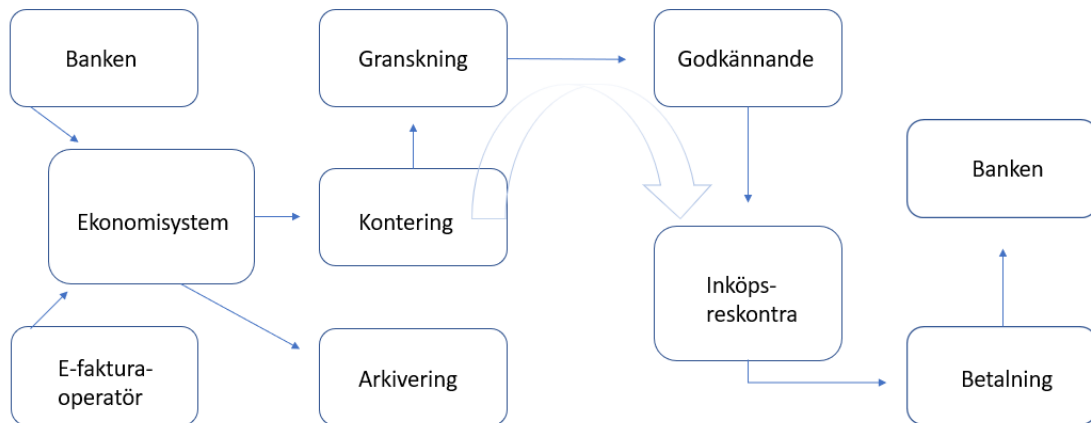 Banken
Granskning
Godkännande
Banken
Ekonomisystem
Kontering
Inköps-
reskontra
E-faktura-
operatör
Arkivering
Betalning